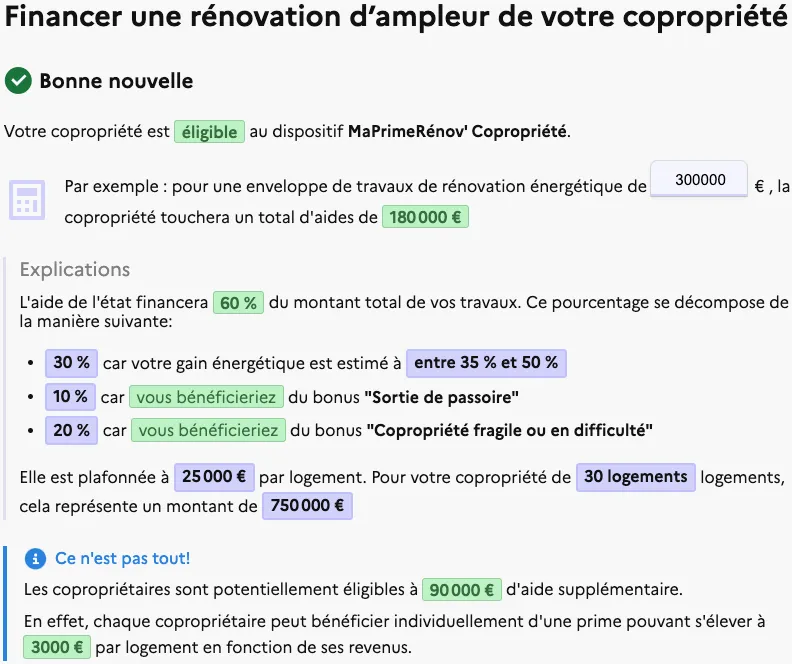 Financer une rénovation d’ampleur de votre copropriété
Bonne nouvelle
Votre copropriété est éligible au dispositif MaPrimeRénov' Copropriété.
Par exemple : pour une enveloppe de travaux de rénovation énergétique de 300000 € , la
copropriété touchera un total d'aides de 180 000 €
Explications
L'aide de l'état financera 60 % du montant total de vos travaux. Ce pourcentage se décompose de
la manière suivante:
• 30 % car votre gain énergétique est estimé à entre 35 % et 50 %
• 10 % car vous bénéficieriez du bonus "Sortie de passoire"
• 20 % car vous bénéficieriez du bonus "Copropriété fragile ou en difficulté"
Elle est plafonnée à 25 000 € par logement. Pour votre copropriété de 30 logements logements,
cela représente un montant de 750 000 €
Ce n'est pas tout!
Les copropriétaires sont potentiellement éligibles à 90 000 € d'aide supplémentaire.
En effet, chaque copropriétaire peut bénéficier individuellement d'une prime pouvant s'élever à
3000 € par logement en fonction de ses revenus.